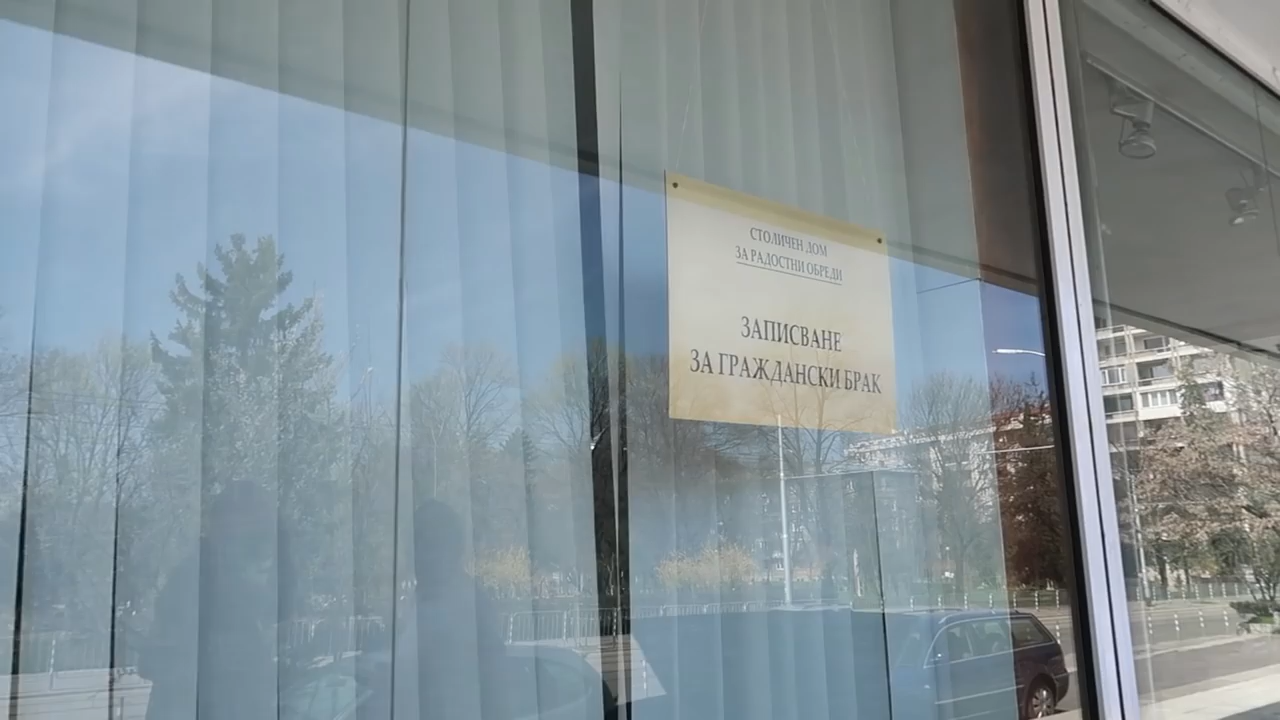 СТОЛИЧЕН ДОМ
ЗА РАДОСТНИ ОБРЕДИ
ЗАПИСВАНЕ
ЗА ГРАЖДАНСКИ БРАК